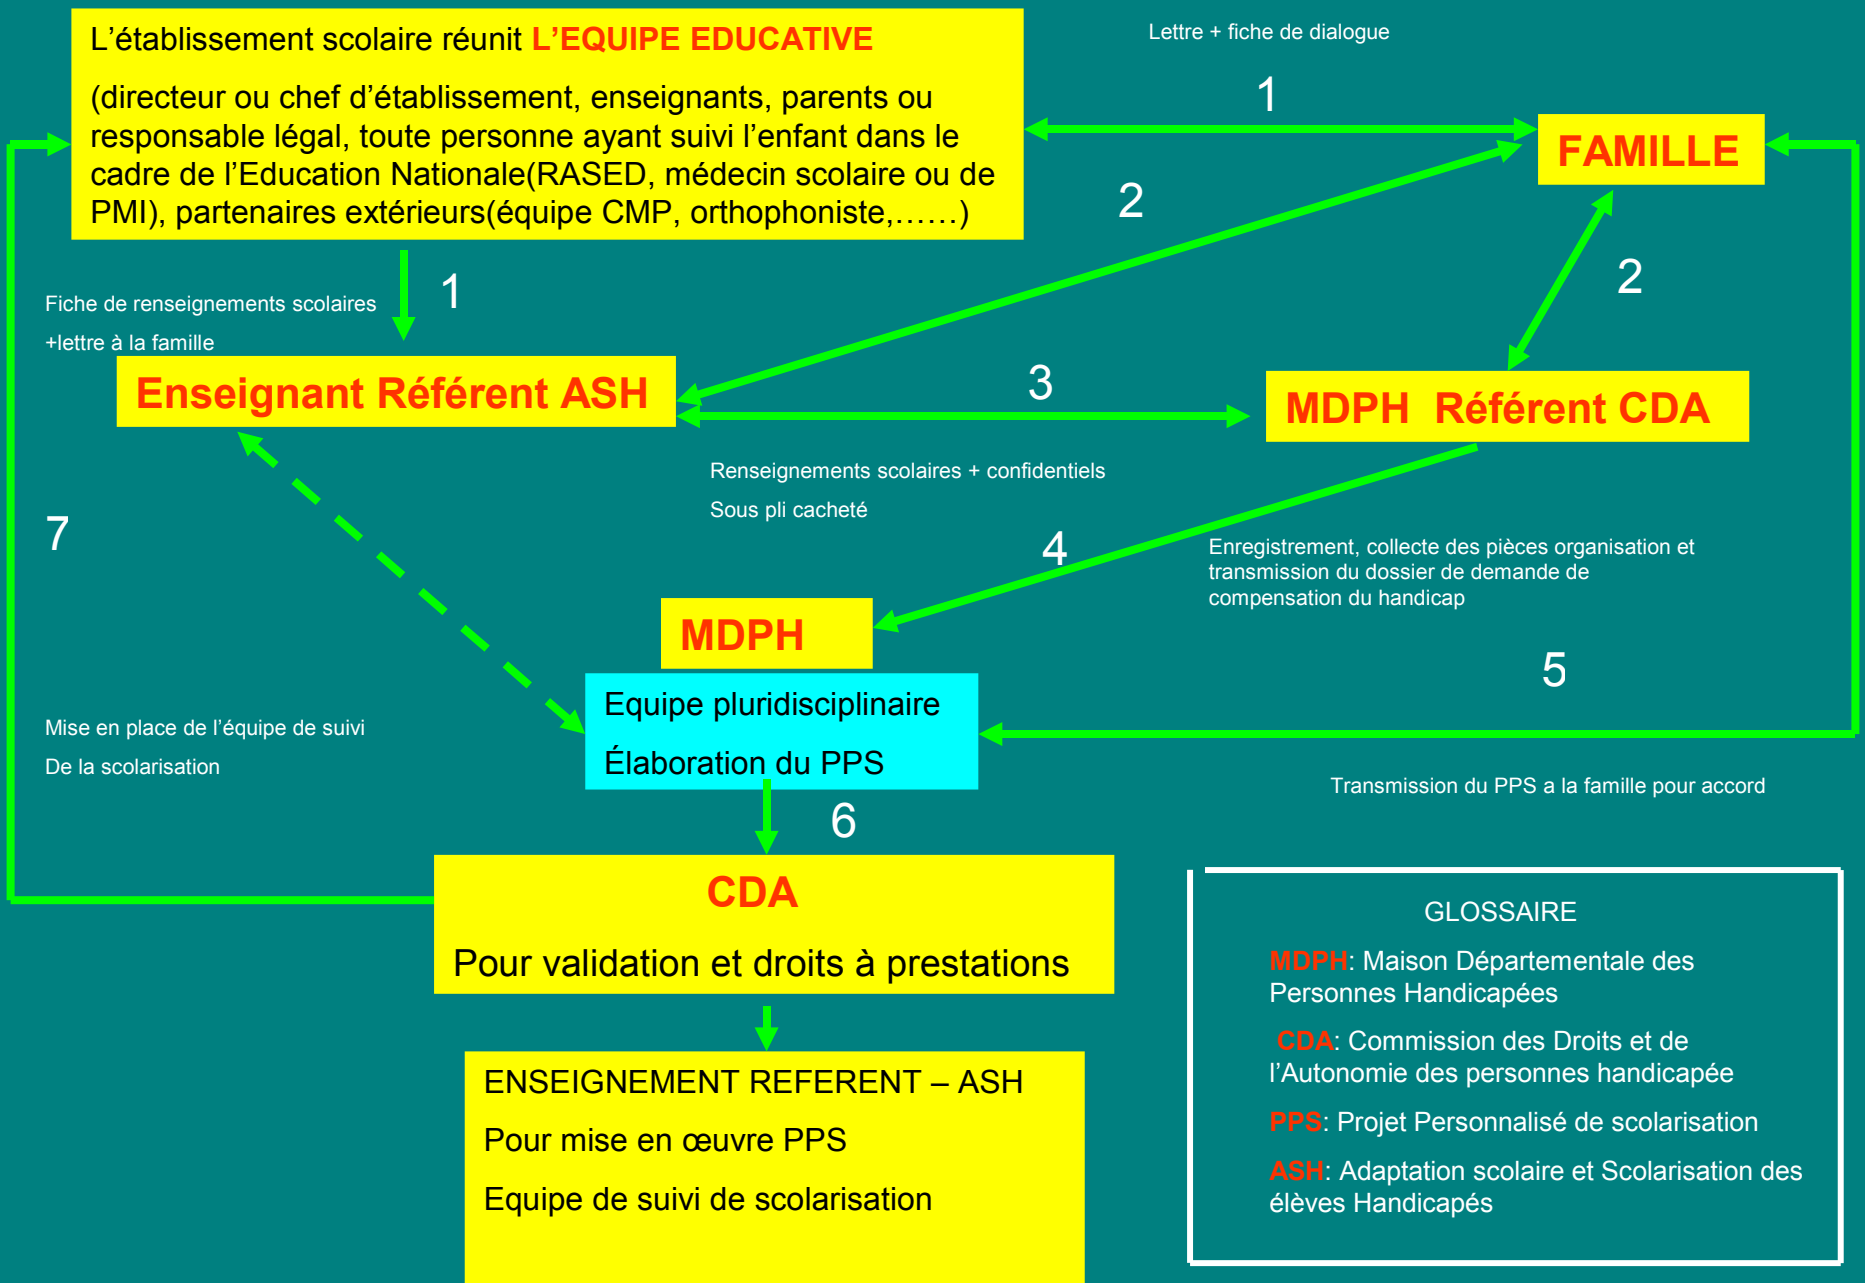 L'établissement scolaire réunit L'EQUIPE EDUCATIVE
(directeur ou chef d'établissement, enseignants, parents ou
responsable légal, toute personne ayant suivi l'enfant dans le
cadre de l'Education Nationale(RASED, médecin scolaire ou de
PMI), partenaires extérieurs(équipe CMP, orthophoniste,……)
Lettre + fiche de dialogue
1
FAMILLE
2
2
1
Fiche de renseignements scolaires
+lettre à la famille
Enseignant Référent ASH
3
MDPH Référent CDA
Renseignements scolaires + confidentiels
Sous pli cacheté
7
4
Enregistrement, collecte des pièces organisation et
transmission du dossier de demande de
compensation du handicap
MDPH
5
Equipe pluridisciplinaire
Élaboration du PPS
Mise en place de l'équipe de suivi
De la scolarisation
Transmission du PPS a la famille pour accord
6
CDA
Pour validation et droits à prestations
ENSEIGNEMENT REFERENT – ASH
Pour mise en œuvre PPS
Equipe de suivi de scolarisation
GLOSSAIRE
MDPH: Maison Départementale des
Personnes Handicapées
CDA: Commission des Droits et de
l'Autonomie des personnes handicapée
PPS: Projet Personnalisé de scolarisation
ASH: Adaptation scolaire et Scolarisation des
élèves Handicapés